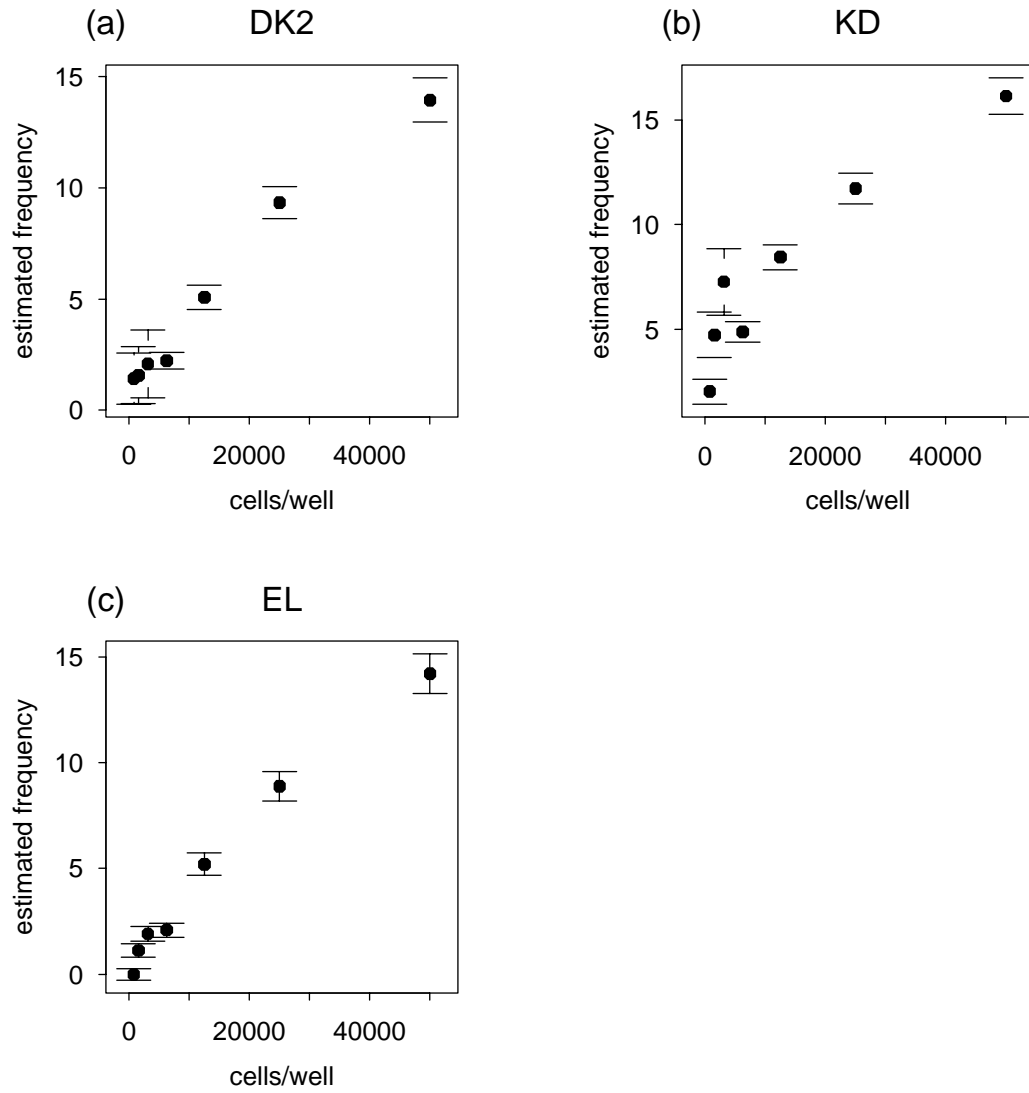 (a) DK2
estimated frequency
15
10
5
0
0 20000 40000
cells/well
(b) KD
estimated frequency
15
10
5
0 20000 40000
cells/well
(c) EL
estimated frequency
15
10
5
0
0 20000 40000
cells/well